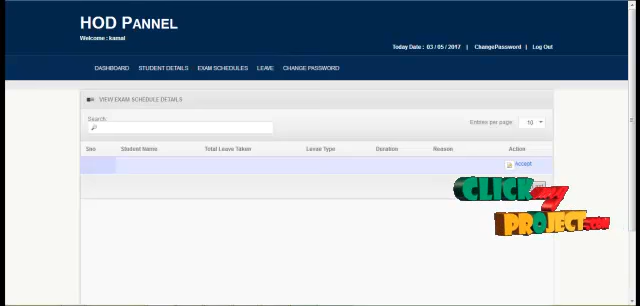 HOD PANNEL
Welcome : kamal
Today Date : 03 / 05 / 2017 | ChangePassword | Log Out
DASHBOARD STUDENT DETAILS EXAM SCHEDULES LEAVE CHANGE PASSWORD
VIEW EXAM SCHEDULE DETAILS
Search:
Entries per page: 10
Sno Student Name Total Leave Taken Leave Type Duration Reason Action
Accept
CLICK MY
PROJECT.COM